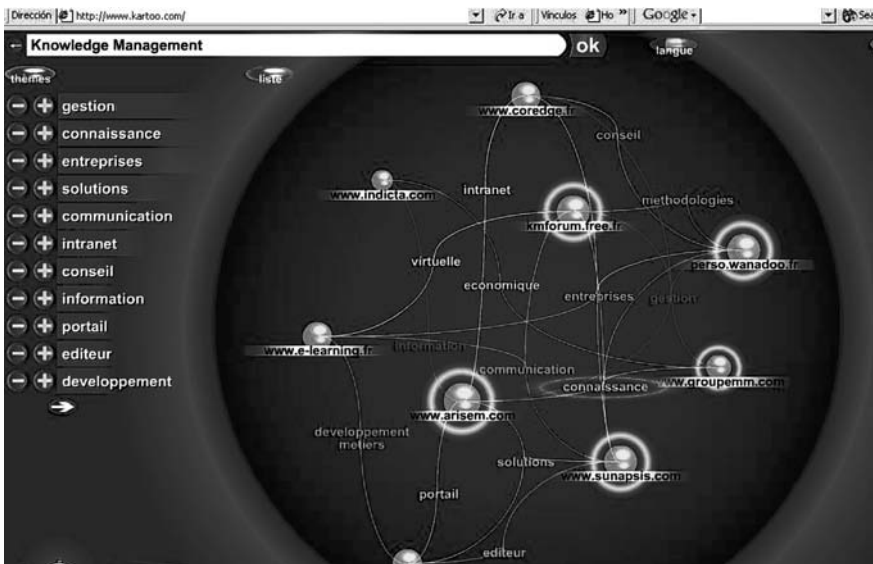 Dirección http://www.kartoo.com/ Ir a Vínculos Ho » Google
Knowledge Management ok langue
thèmes liste
gestion
connaissance
entreprises
solutions
communication
intranet
conseil
information
portail
editeur
developpement
www.coredge.fr
conseil
www.indicta.com
intranet
methodologies
kmforum.free.fr
virtuelle
perso.wanadoo.fr
economique
entreprises
gestion
www.e-learning.fr
information
communication
connaissance
www.groupemm.com
www.arisem.com
developpement
metiers
solutions
www.sunapsis.com
portail
editeur